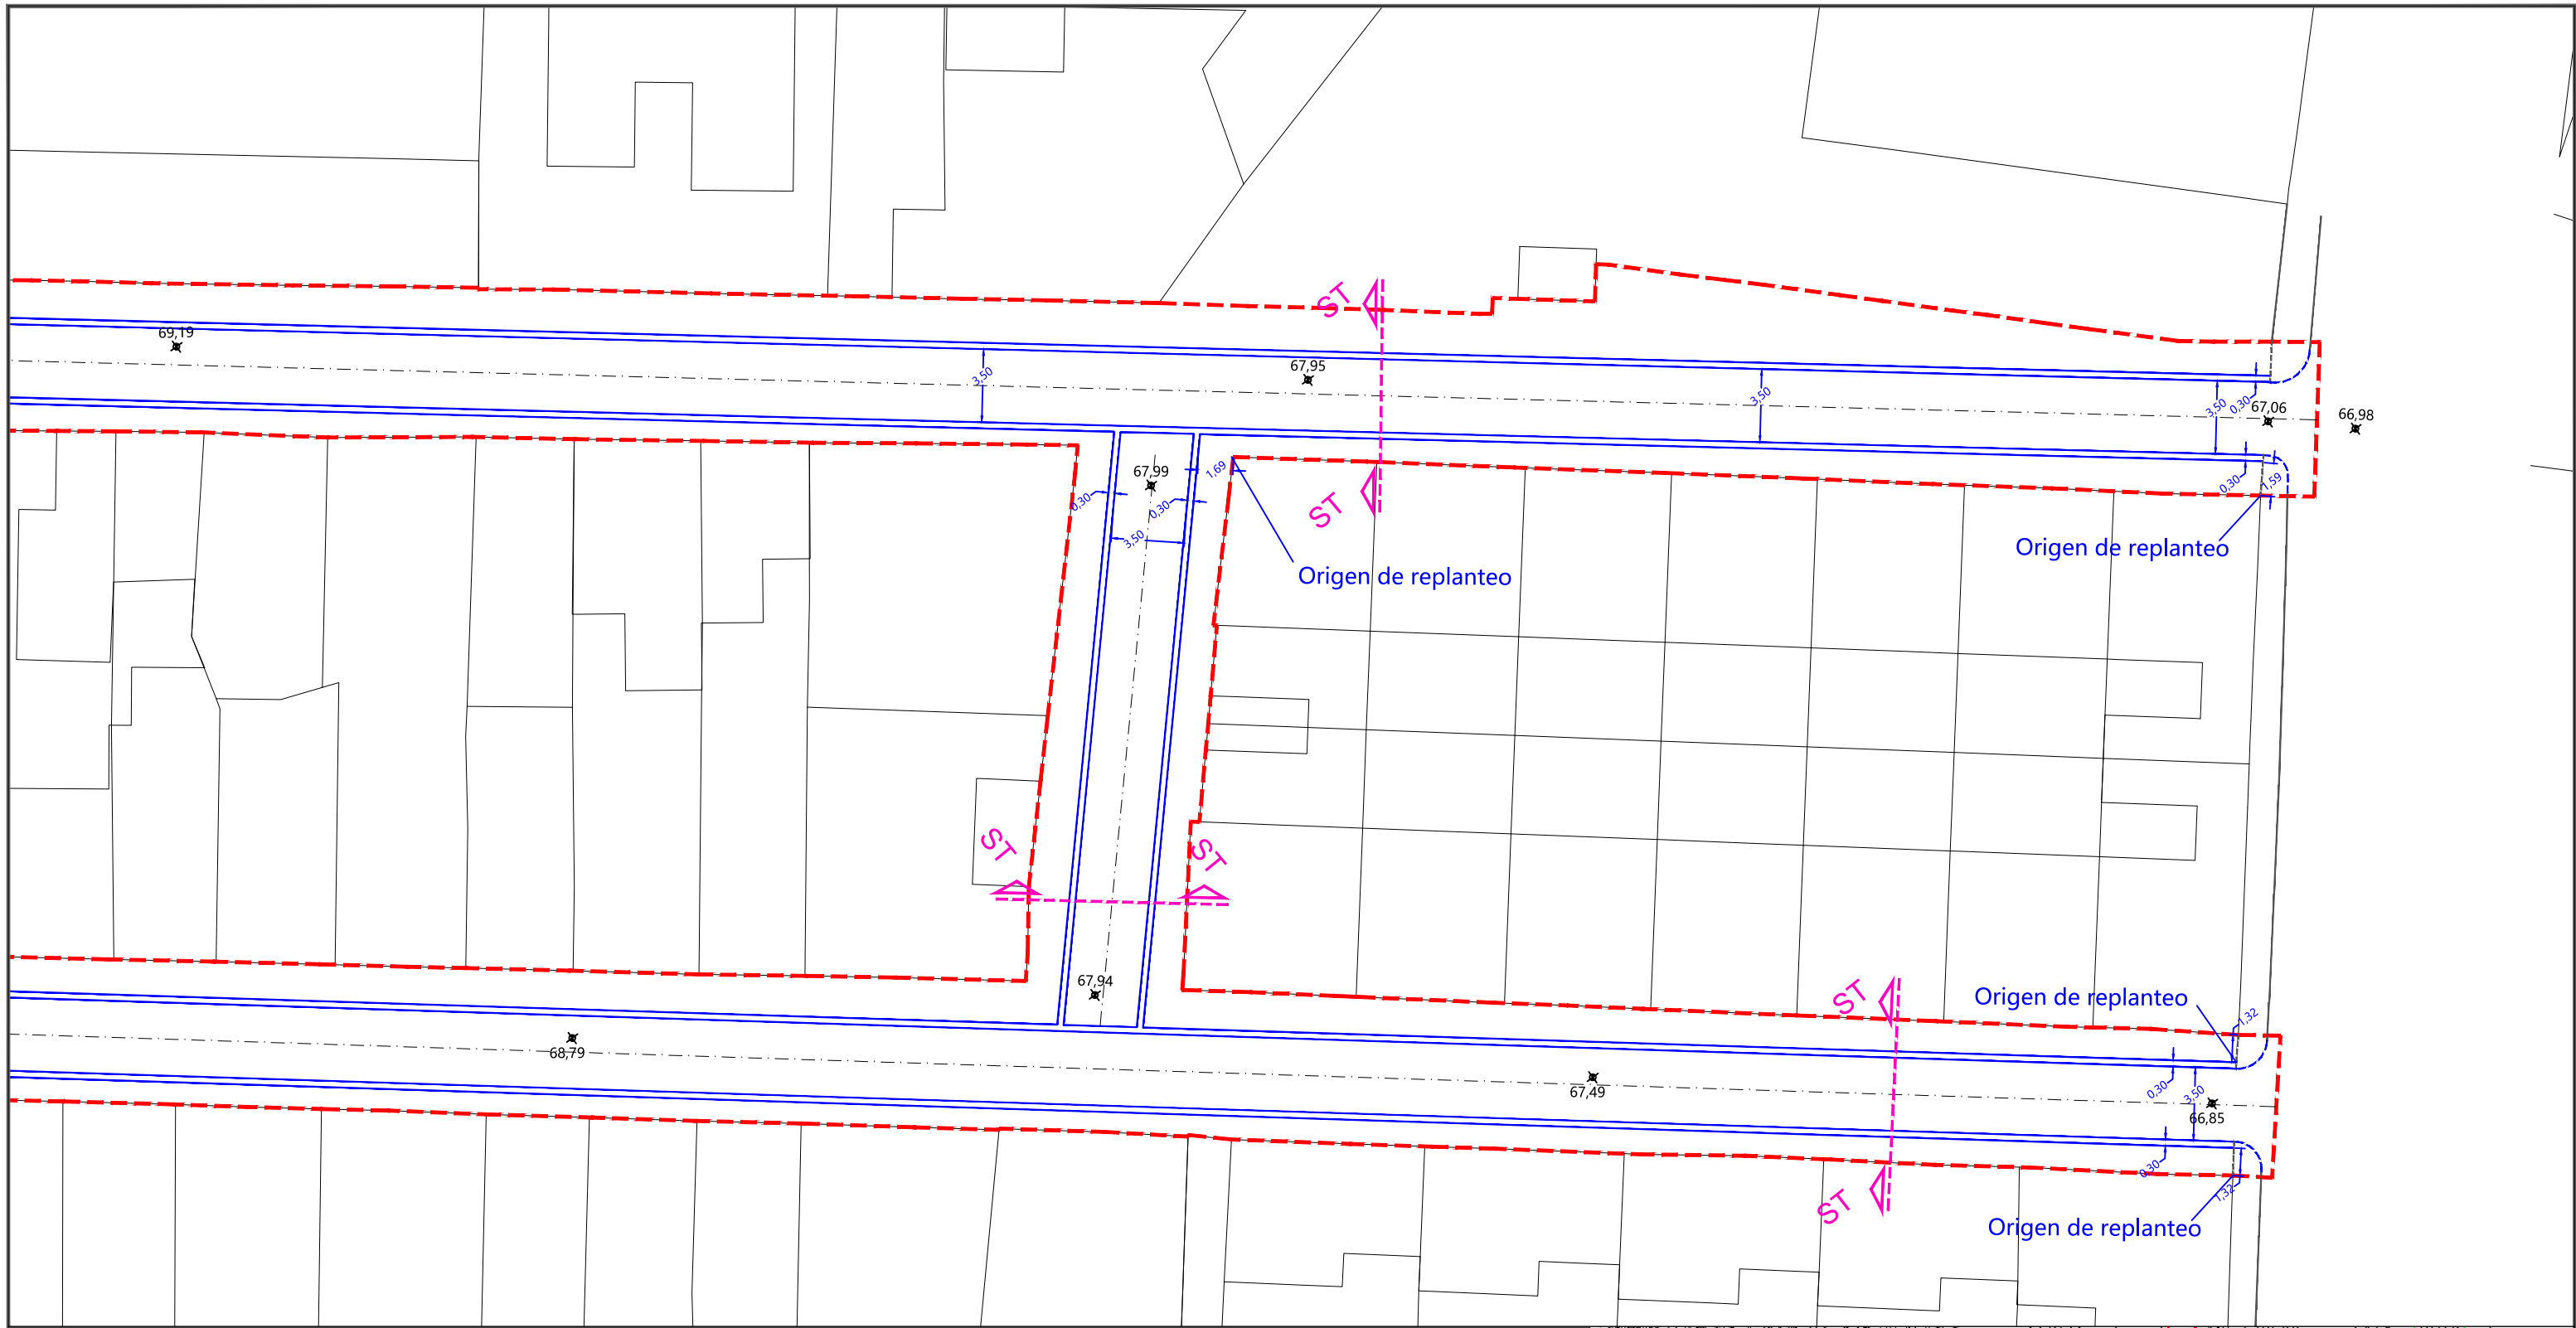 ST
69,19
67,95
3,50
3,50
3,50
0,30
67,06
66,98
67,99
1,69
0,30
0,30
3,50
ST
0,30
1,59
Origen de replanteo
Origen de replanteo
ST
ST
67,94
ST
Origen de replanteo
1,32
68,79
67,49
0,30
3,50
66,85
0,30
1,32
ST
Origen de replanteo